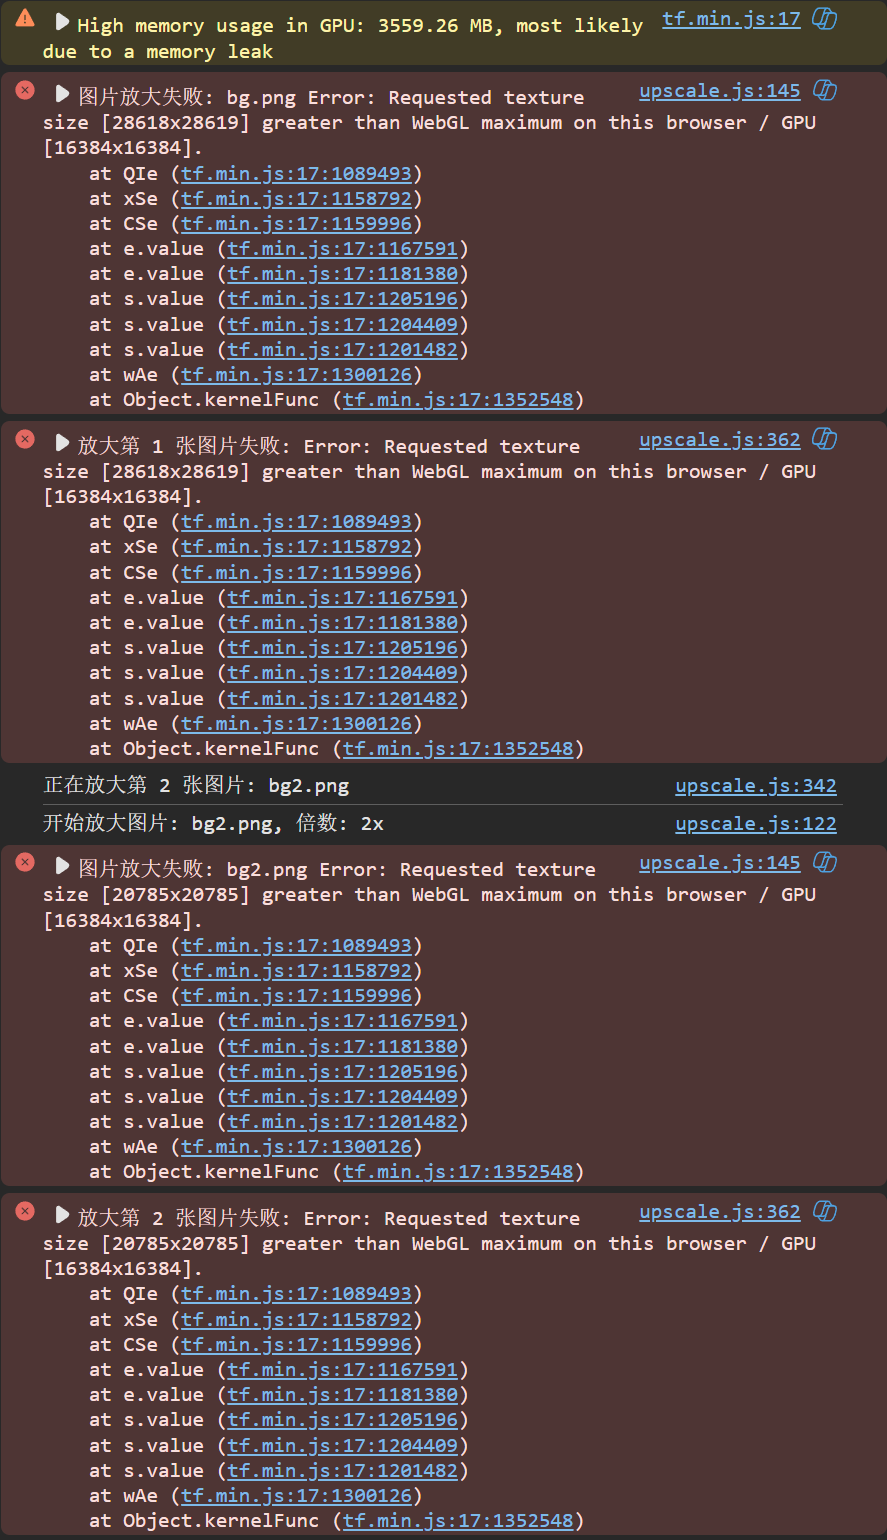 High memory usage in GPU: 3559.26 MB, most likely tf.min.js:17
due to a memory leak
图片放大失败: bg.png Error: Requested texture upscale.js:145
size [28618x28619] greater than WebGL maximum on this browser / GPU
[16384x16384].
at QIe (tf.min.js:17:1089493)
at xSe (tf.min.js:17:1158792)
at CSe (tf.min.js:17:1159996)
at e.value (tf.min.js:17:1167591)
at e.value (tf.min.js:17:1181380)
at s.value (tf.min.js:17:1205196)
at s.value (tf.min.js:17:1204409)
at s.value (tf.min.js:17:1201482)
at wAe (tf.min.js:17:1300126)
at Object.kernelFunc (tf.min.js:17:1352548)
放大第 1 张图片失败: Error: Requested texture upscale.js:362
size [28618x28619] greater than WebGL maximum on this browser / GPU
[16384x16384].
at QIe (tf.min.js:17:1089493)
at xSe (tf.min.js:17:1158792)
at CSe (tf.min.js:17:1159996)
at e.value (tf.min.js:17:1167591)
at e.value (tf.min.js:17:1181380)
at s.value (tf.min.js:17:1205196)
at s.value (tf.min.js:17:1204409)
at s.value (tf.min.js:17:1201482)
at wAe (tf.min.js:17:1300126)
at Object.kernelFunc (tf.min.js:17:1352548)
正在放大第 2 张图片: bg2.png upscale.js:342
开始放大图片: bg2.png, 倍数: 2x upscale.js:122
图片放大失败: bg2.png Error: Requested texture upscale.js:145
size [20785x20785] greater than WebGL maximum on this browser / GPU
[16384x16384].
at QIe (tf.min.js:17:1089493)
at xSe (tf.min.js:17:1158792)
at CSe (tf.min.js:17:1159996)
at e.value (tf.min.js:17:1167591)
at e.value (tf.min.js:17:1181380)
at s.value (tf.min.js:17:1205196)
at s.value (tf.min.js:17:1204409)
at s.value (tf.min.js:17:1201482)
at wAe (tf.min.js:17:1300126)
at Object.kernelFunc (tf.min.js:17:1352548)
放大第 2 张图片失败: Error: Requested texture upscale.js:362
size [20785x20785] greater than WebGL maximum on this browser / GPU
[16384x16384].
at QIe (tf.min.js:17:1089493)
at xSe (tf.min.js:17:1158792)
at CSe (tf.min.js:17:1159996)
at e.value (tf.min.js:17:1167591)
at e.value (tf.min.js:17:1181380)
at s.value (tf.min.js:17:1205196)
at s.value (tf.min.js:17:1204409)
at s.value (tf.min.js:17:1201482)
at wAe (tf.min.js:17:1300126)
at Object.kernelFunc (tf.min.js:17:1352548)